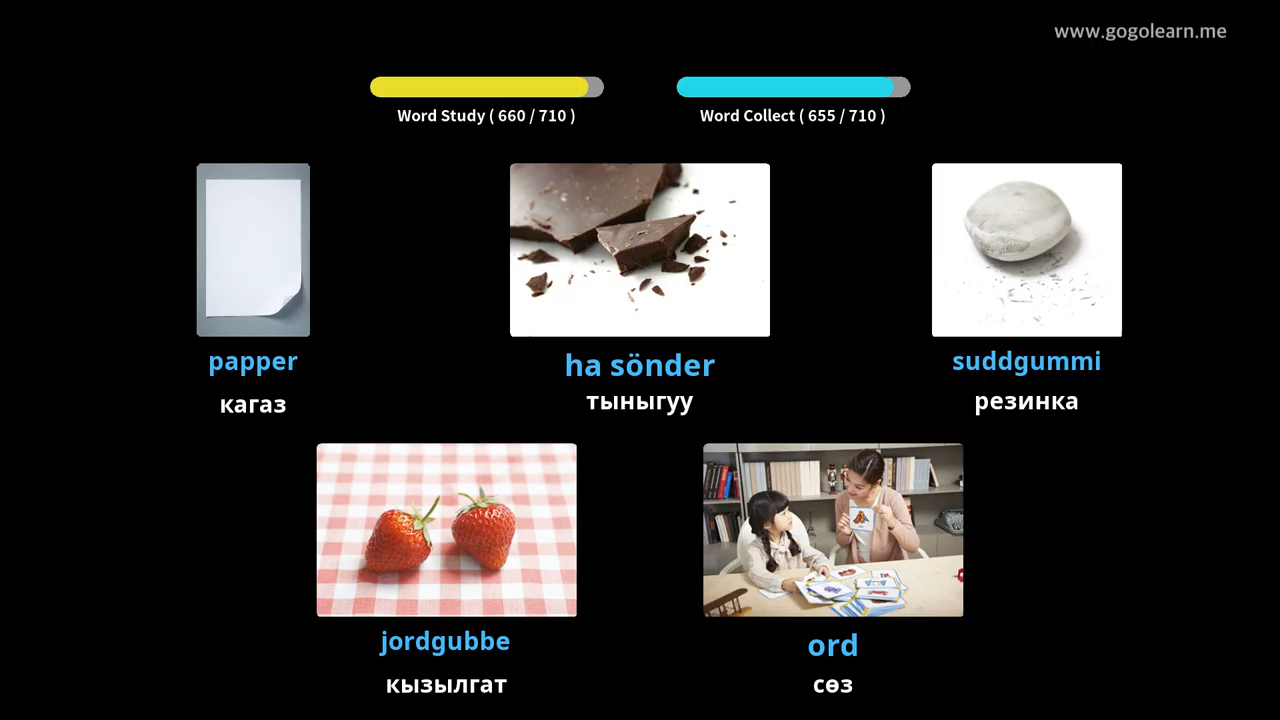 www.gogolearn.me
Word Study ( 660 / 710 )
Word Collect ( 655 / 710 )
papper
кагаз
ha sönder
тыныгуу
suddgummi
резинка
jordgubbe
кызылгат
ord
сөз